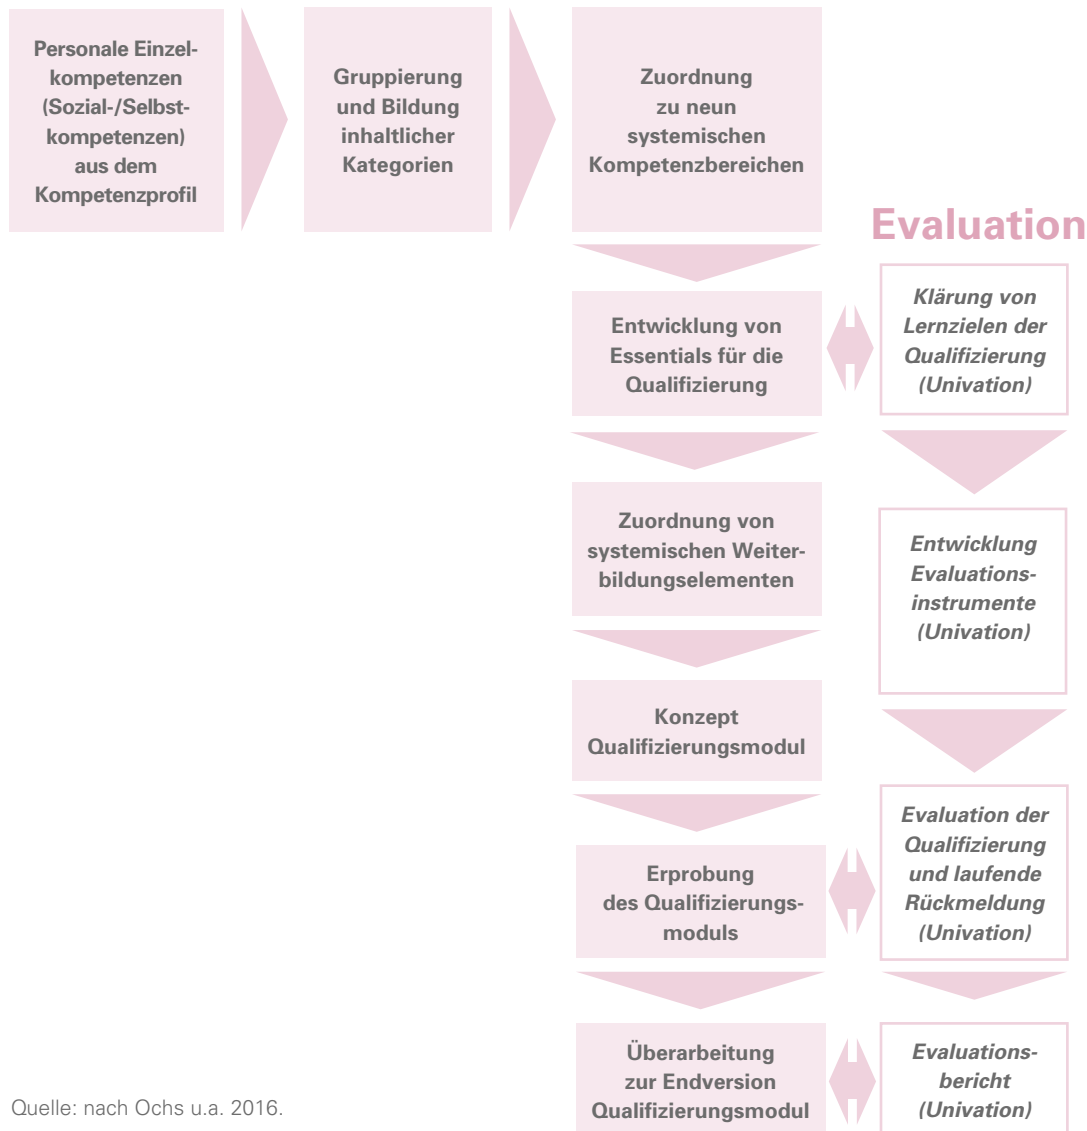 Personale Einzel-
kompetenzen
(Sozial-/Selbst-
kompetenzen)
aus dem
Kompetenzprofil
Gruppierung
und Bildung
inhaltlicher
Kategorien
Zuordnung
zu neun
systemischen
Kompetenzbereichen
Evaluation
Entwicklung von
Essentials für die
Qualifizierung
Klärung von
Lernzielen der
Qualifizierung
(Univation)
Zuordnung von
systemischen Weiter-
bildungselementen
Entwicklung
Evaluations-
instrumente
(Univation)
Konzept
Qualifizierungsmodul
Erprobung
des Qualifizierungs-
moduls
Evaluation der
Qualifizierung
und laufende
Rückmeldung
(Univation)
Überarbeitung
zur Endversion
Qualifizierungsmodul
Evaluations-
bericht
(Univation)
Quelle: nach Ochs u.a. 2016.